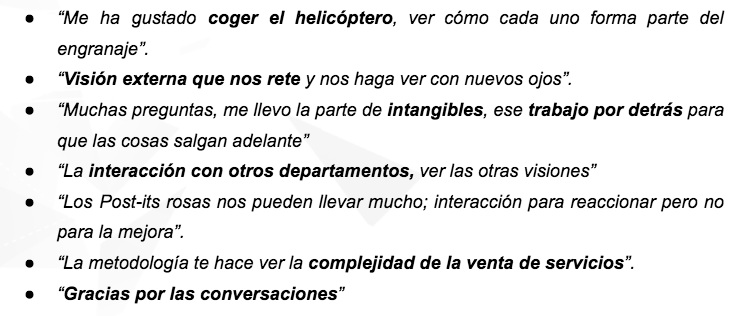 ● “Me ha gustado coger el helicóptero, ver cómo cada uno forma parte del
engranaje”.
● “Visión externa que nos rete y nos haga ver con nuevos ojos”.
● “Muchas preguntas, me llevo la parte de intangibles, ese trabajo por detrás para
que las cosas salgan adelante”
● “La interacción con otros departamentos, ver las otras visiones”
● “Los Post-its rosas nos pueden llevar mucho; interacción para reaccionar pero no
para la mejora”.
● “La metodología te hace ver la complejidad de la venta de servicios”.
● “Gracias por las conversaciones”